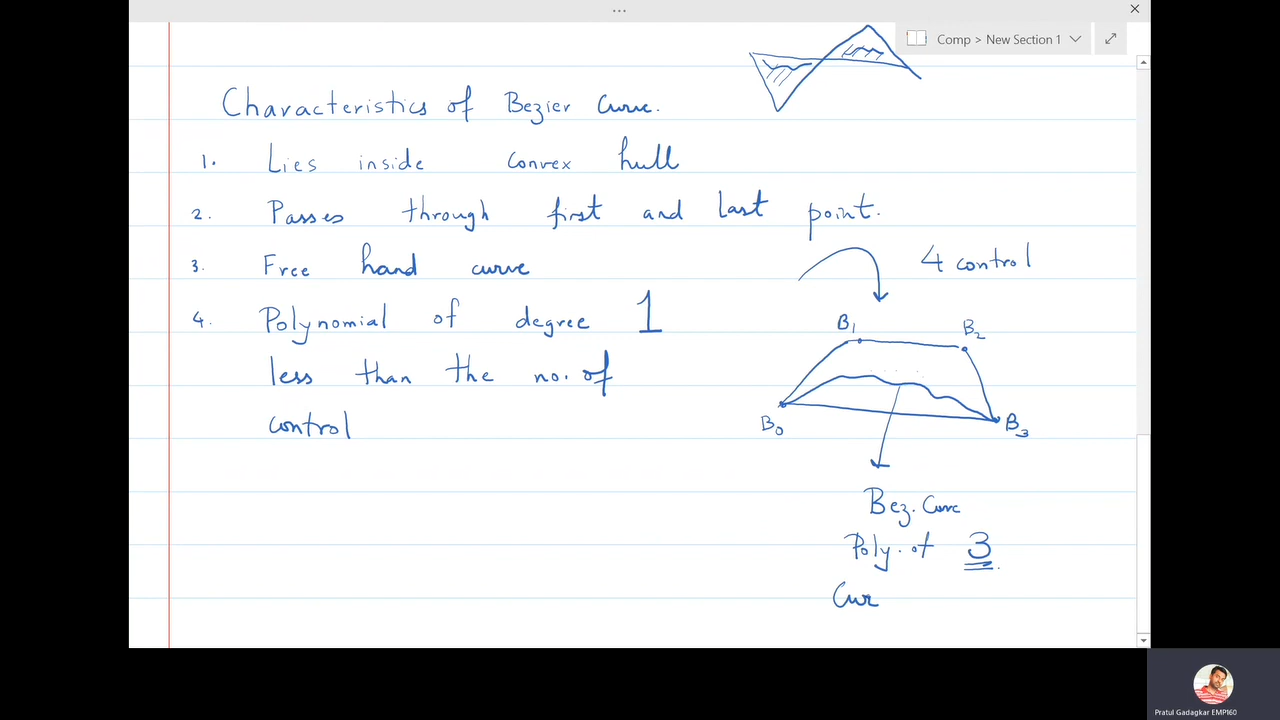 ...
Comp > New Section 1
Characteristics of Bezier Curve.
1. Lies inside convex hull
2. Passes through first and last point.
3. Free hand curve
4. Polynomial of degree 1
less than the no. of
control
4 control
B1
B2
B0
B3
Bez. Curve
Poly. of 3
Cur
Pratul Gadagkar EMP160